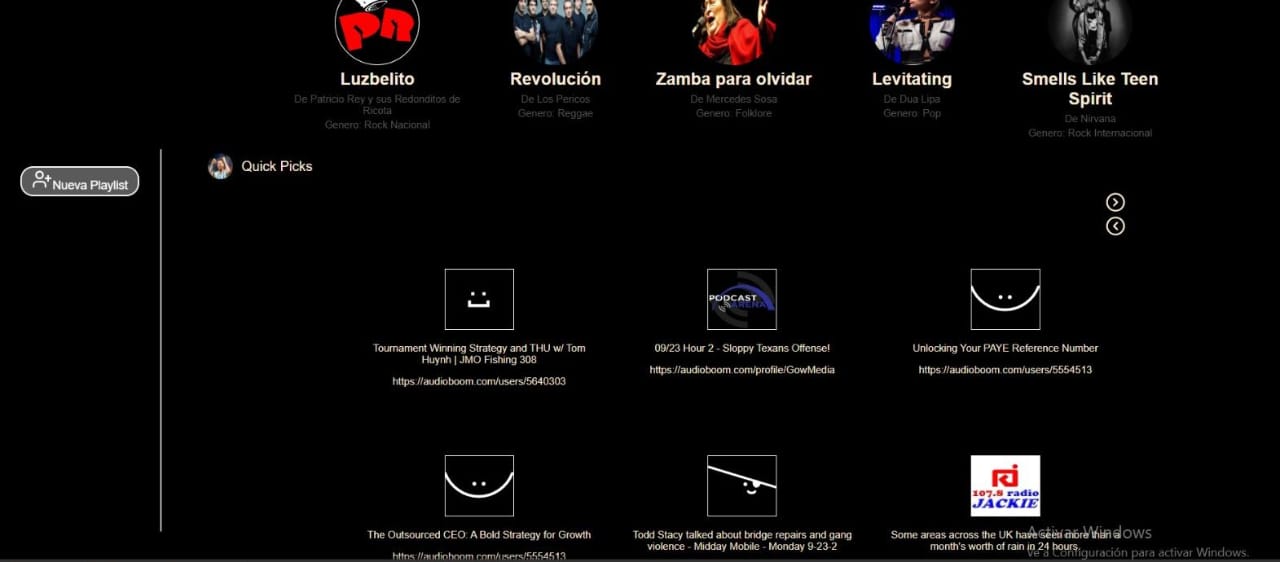 PR
Luzbelito
De Patricio Rey y sus Redonditos de
Ricota
Genero: Rock Nacional
Revolución
De Los Pericos
Genero: Reggae
Zamba para olvidar
De Mercedes Sosa
Genero: Folklore
Levitating
De Dua Lipa
Genero: Pop
Smells Like Teen
Spirit
De Nirvana
Genero: Rock Internacional
Nueva Playlist
Quick Picks
Tournament Winning Strategy and THU w/ Tom
Huynh | JMO Fishing 308
https://audioboom.com/users/5640303
PODCAST
ARENA
09/23 Hour 2 - Sloppy Texans Offense!
https://audioboom.com/profile/GowMedia
Unlocking Your PAYE Reference Number
https://audioboom.com/users/5554513
The Outsourced CEO: A Bold Strategy for Growth
https://audioboom.com/users/5554513
Todd Stacy talked about bridge repairs and gang
violence - Midday Mobile - Monday 9-23-2
107.8 radio
JACKIE
Some areas across the UK have seen more than a
month's worth of rain in 24 hours.
Activar Windows
Ve a Configuración para activar Windows.